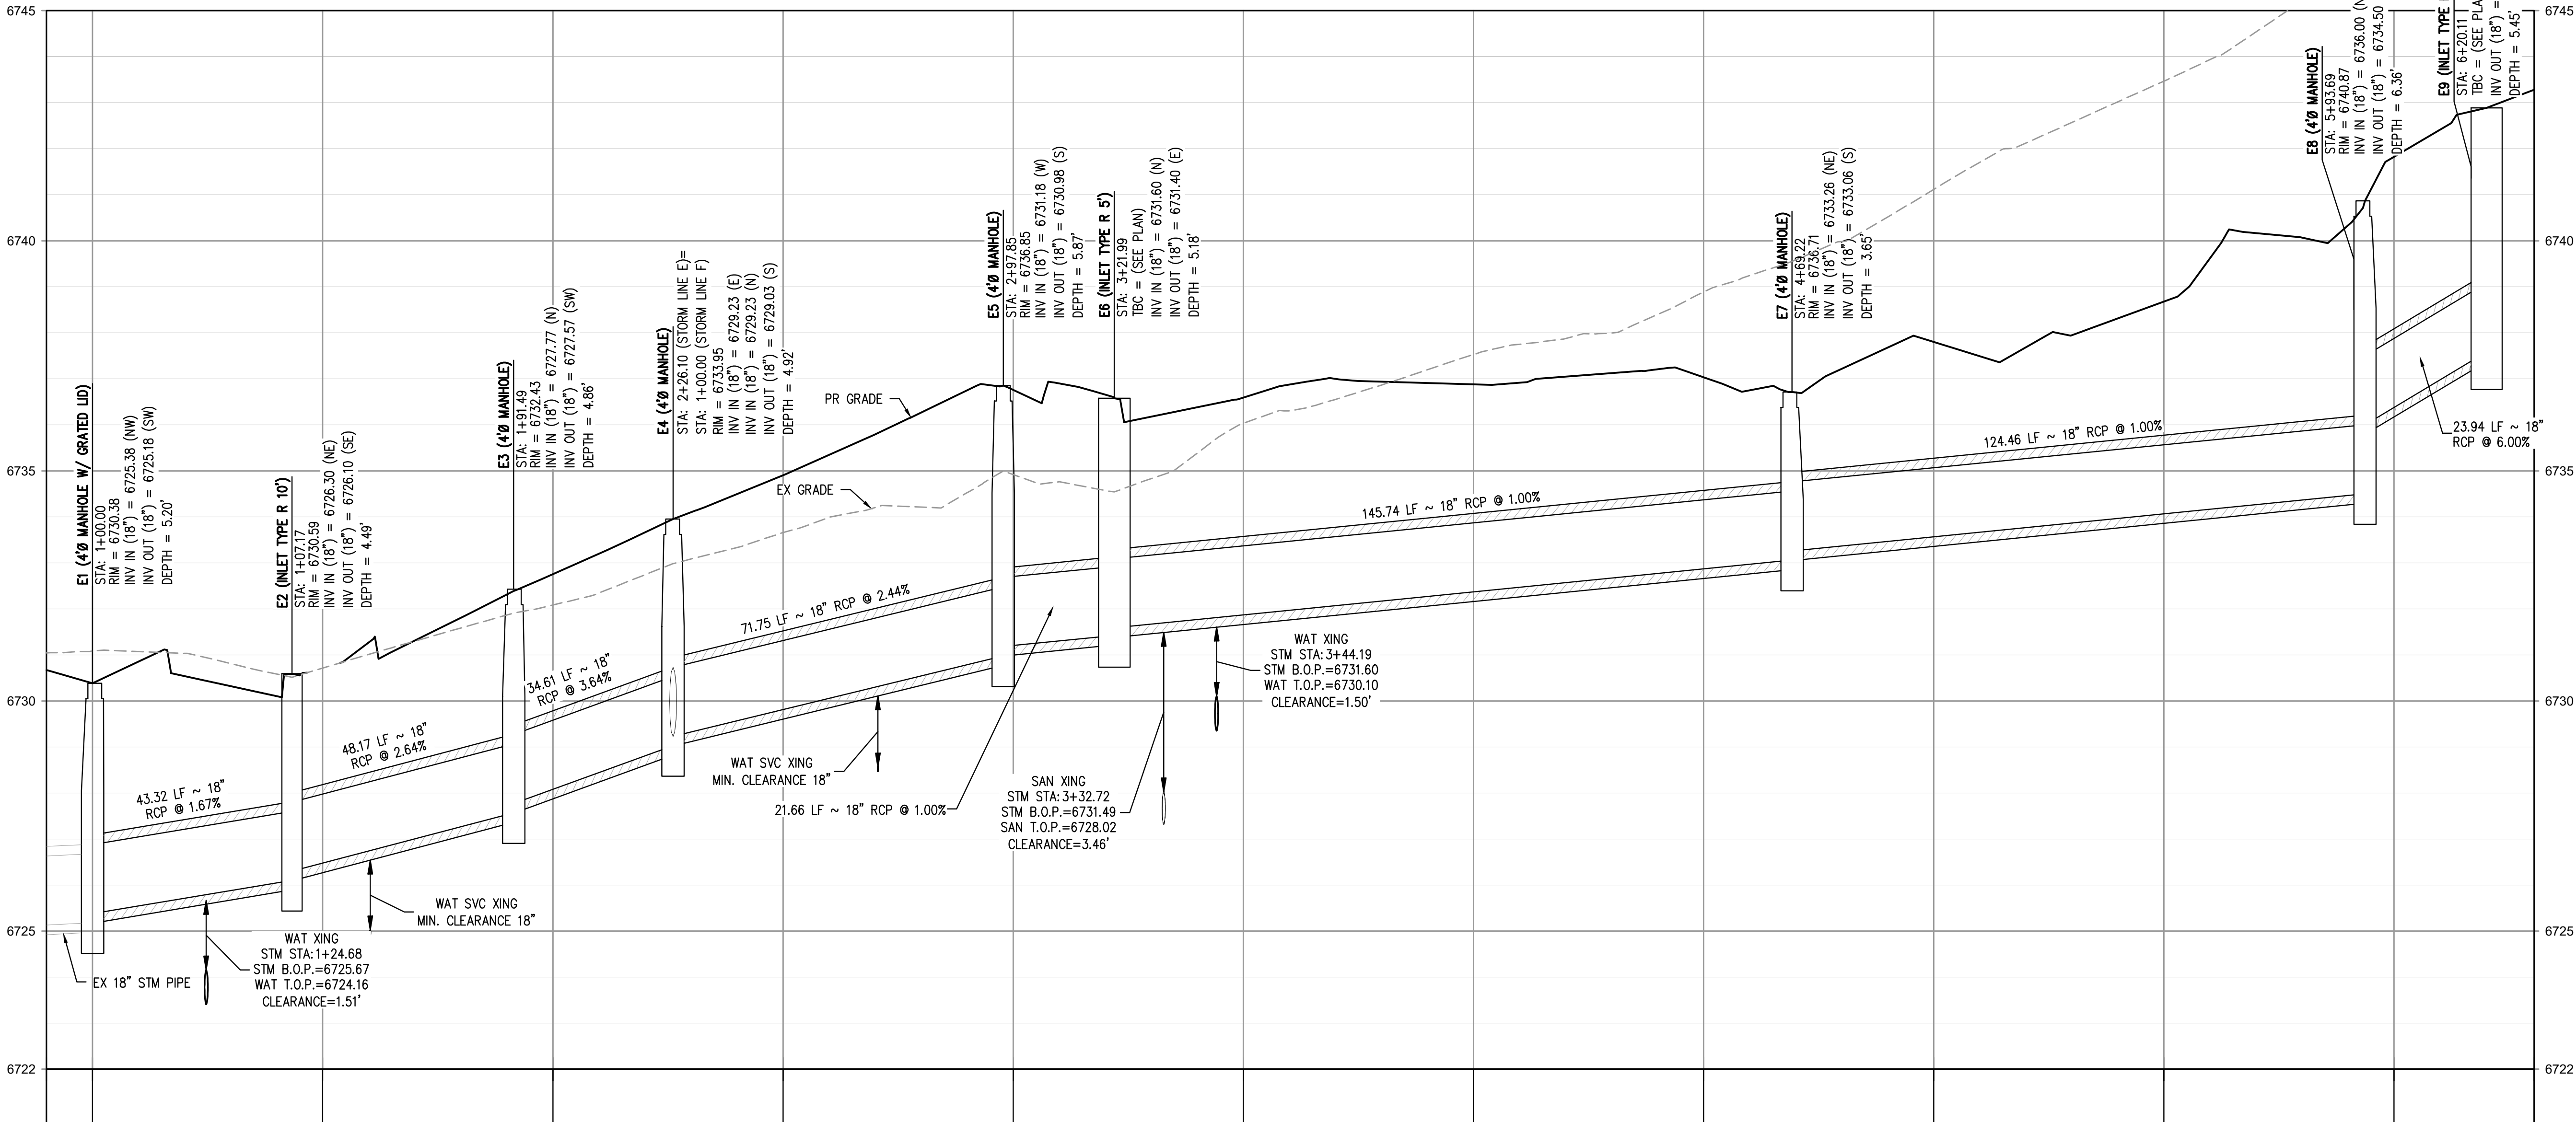 6745
6740
6735
6730
6725
6722
E1 (4'Ø MANHOLE W/ GRATED LID)
STA: 1+00.00
RIM = 6730.38
INV IN (18") = 6725.38 (NW)
INV OUT (18") = 6725.18 (SW)
DEPTH = 5.20'
E2 (INLET TYPE R 10')
STA: 1+07.17
RIM = 6730.59
INV IN (18") = 6726.30 (NE)
INV OUT (18") = 6726.10 (SE)
DEPTH = 4.49'
E3 (4'Ø MANHOLE)
STA: 1+91.49
RIM = 6732.43
INV IN (18") = 6727.77 (N)
INV OUT (18") = 6727.57 (SW)
DEPTH = 4.86'
E4 (4'Ø MANHOLE)
STA: 2+26.10 (STORM LINE E)=
STA: 1+00.00 (STORM LINE F)
RIM = 6733.95
INV IN (18") = 6729.23 (E)
INV IN (18") = 6729.23 (N)
INV OUT (18") = 6729.03 (S)
DEPTH = 4.92'
E5 (4'Ø MANHOLE)
STA: 2+97.85
RIM = 6736.85
INV IN (18") = 6731.18 (W)
INV OUT (18") = 6730.98 (S)
DEPTH = 5.87'
E6 (INLET TYPE R 5')
STA: 3+21.99
TBC = (SEE PLAN)
INV IN (18") = 6731.60 (N)
INV OUT (18") = 6731.40 (E)
DEPTH = 5.18'
E7 (4'Ø MANHOLE)
STA: 4+69.22
RIM = 6736.71
INV IN (18") = 6733.26 (NE)
INV OUT (18") = 6733.06 (S)
DEPTH = 3.65'
E8 (4'Ø MANHOLE)
STA: 5+93.69
RIM = 6740.87
INV IN (18") = 6736.00
INV OUT (18") = 6734.50
DEPTH = 6.36'
E9 (INLET TYPE
STA: 6+20.11
TBC = (SEE
INV OUT (18") =
DEPTH = 5.45'
PR GRADE
EX GRADE
43.32 LF ~ 18"
RCP @ 1.67%
48.17 LF ~ 18"
RCP @ 2.64%
34.61 LF ~ 18"
RCP @ 3.64%
71.75 LF ~ 18" RCP @ 2.44%
145.74 LF ~ 18" RCP @ 1.00%
124.46 LF ~ 18" RCP @ 1.00%
23.94 LF ~ 18"
RCP @ 6.00%
21.66 LF ~ 18" RCP @ 1.00%
EX 18" STM PIPE
WAT XING
STM STA:1+24.68
STM B.O.P.=6725.67
WAT T.O.P.=6724.16
CLEARANCE=1.51'
WAT SVC XING
MIN. CLEARANCE 18"
WAT SVC XING
MIN. CLEARANCE 18"
SAN XING
STM STA:3+32.72
STM B.O.P.=6731.49
SAN T.O.P.=6728.02
CLEARANCE=3.46'
WAT XING
STM STA:3+44.19
STM B.O.P.=6731.60
WAT T.O.P.=6730.10
CLEARANCE=1.50'
6745
6740
6735
6730
6725
6722